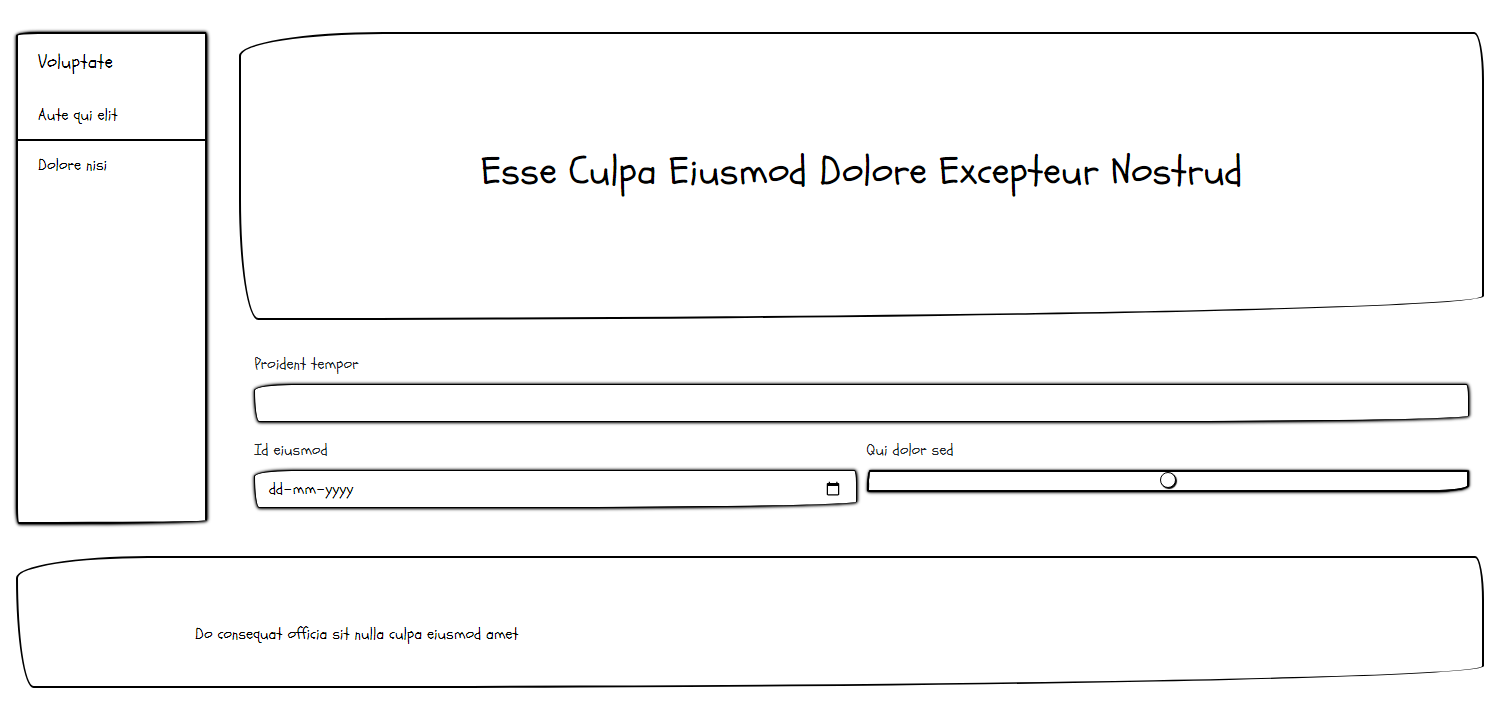 Voluptate
Aute qui elit
Dolore nisi
Esse Culpa Eiusmod Dolore Excepteur Nostrud
Proident tempor
Id eiusmod
dd-mm-yyyy
Qui dolor sed
Do consequat officia sit nulla culpa eiusmod amet